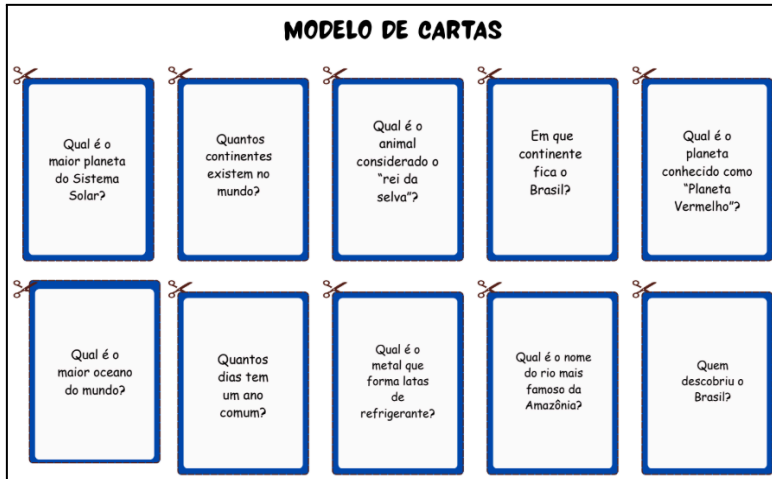 MODELO DE CARTAS
Qual é o
maior planeta
do Sistema
Solar?
Quantos
continentes
existem no
mundo?
Qual é o
animal
considerado o
"rei da
selva"?
Em que
continente
fica o
Brasil?
Qual é o
planeta
conhecido como
"Planeta
Vermelho"?
Qual é o
maior oceano
do mundo?
Quantos
dias tem
um ano
comum?
Qual é o
metal que
forma latas
de
refrigerante?
Qual é o nome
do rio mais
famoso da
Amazônia?
Quem
descobriu o
Brasil?